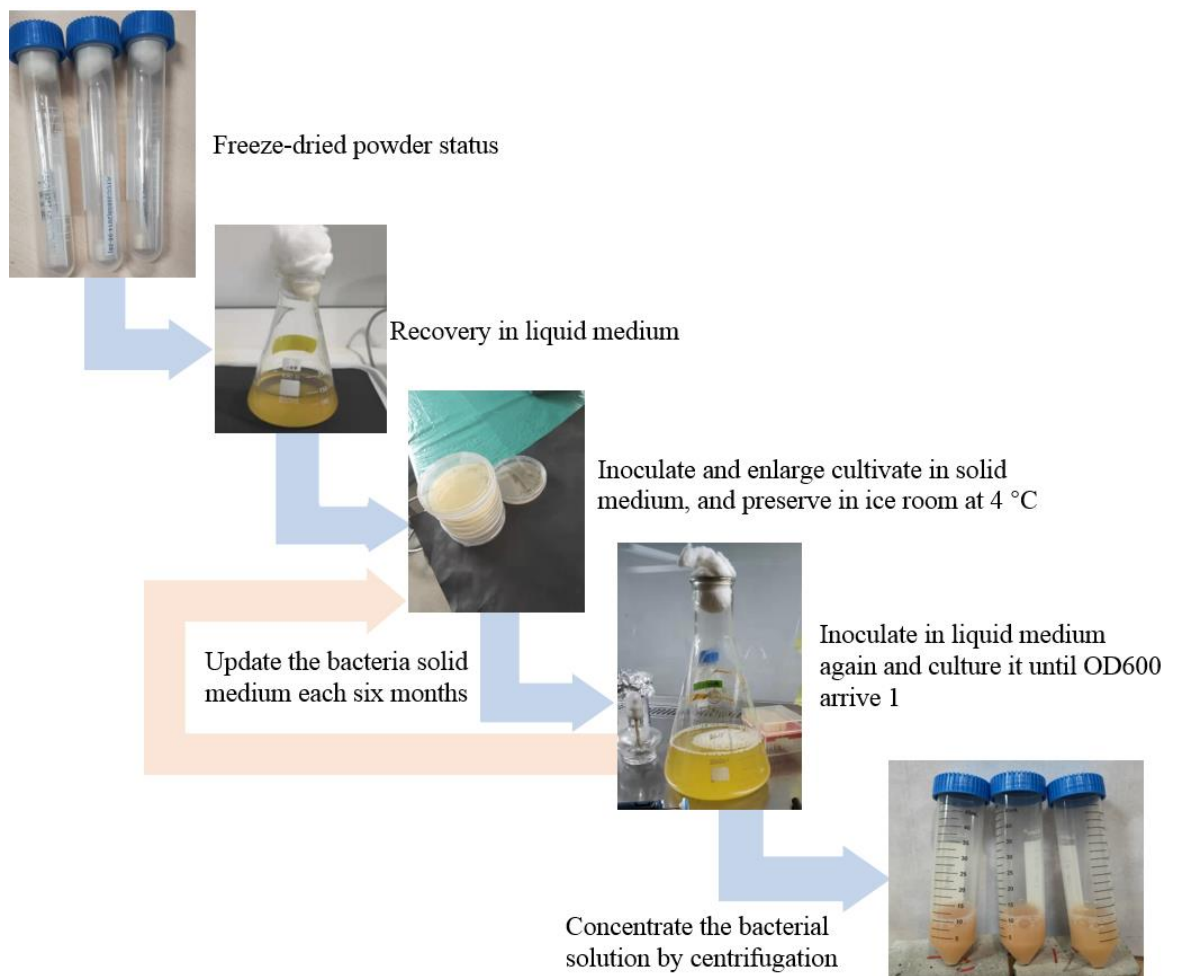 Freeze-dried powder status
Recovery in liquid medium
Inoculate and enlarge cultivate in solid
medium, and preserve in ice room at 4 °C
Update the bacteria solid
medium each six months
Inoculate in liquid medium
again and culture it until OD600
arrive 1
Concentrate the bacterial
solution by centrifugation